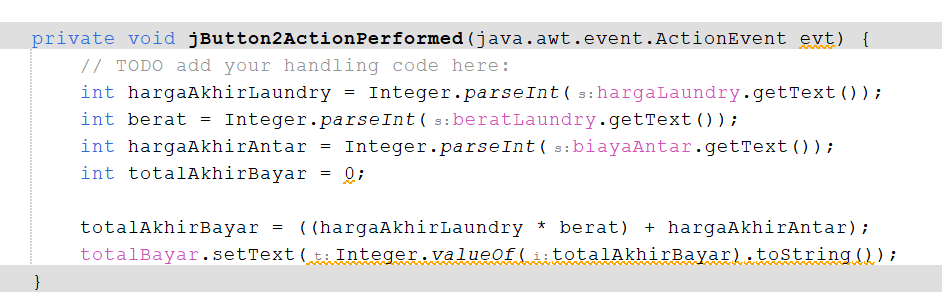 private void jButton2ActionPerformed(java.awt.event.ActionEvent evt) {
// TODO add your handling code here:
int hargaAkhirLaundry = Integer.parseInt( s:hargaLaundry.getText());
int berat = Integer.parseInt( s:beratLaundry.getText());
int hargaAkhirAntar = Integer.parseInt( s:biayaAntar.getText());
int totalAkhirBayar = 0;
totalAkhirBayar = ((hargaAkhirLaundry * berat) + hargaAkhirAntar);
totalBayar.setText( t: Integer.valueOf( i: totalAkhirBayar).toString());
}